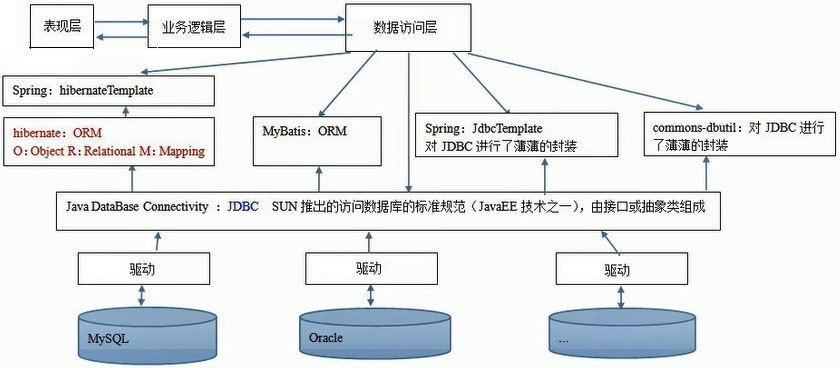 表现层
业务逻辑层
数据访问层
Spring：hibernateTemplate
hibernate：ORM
O：Object R：Relational M：Mapping
MyBatis：ORM
Spring：JdbcTemplate
对 JDBC 进行了薄薄的封装
commons-dbutil：对 JDBC 进行
了薄薄的封装
Java DataBase Connectivity ：JDBC SUN 推出的访问数据库的标准规范（JavaEE 技术之一），由接口或抽象类组成
驱动
驱动
驱动
MySQL
Oracle
...